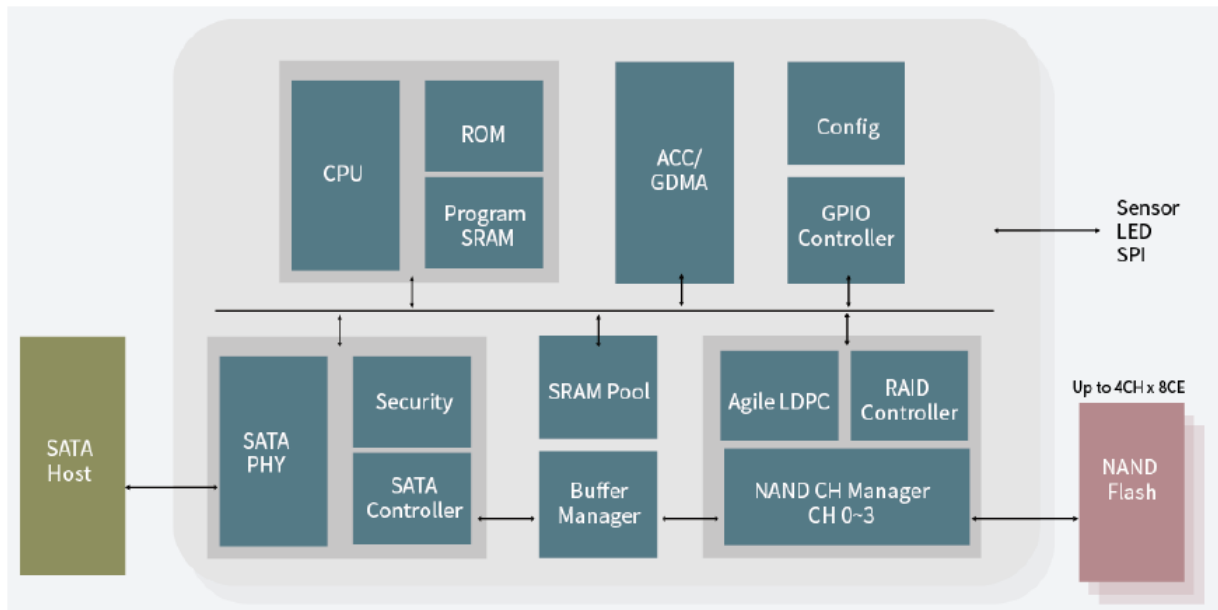 CPU
ROM
Program
SRAM
ACC/
GDMA
Config
GPIO
Controller
Sensor
LED
SPI
SATA
Host
SATA
PHY
Security
SATA
Controller
SRAM Pool
Buffer
Manager
Agile LDPC
RAID
Controller
NAND CH Manager
CH 0~3
Up to 4CH x 8CE
NAND
Flash